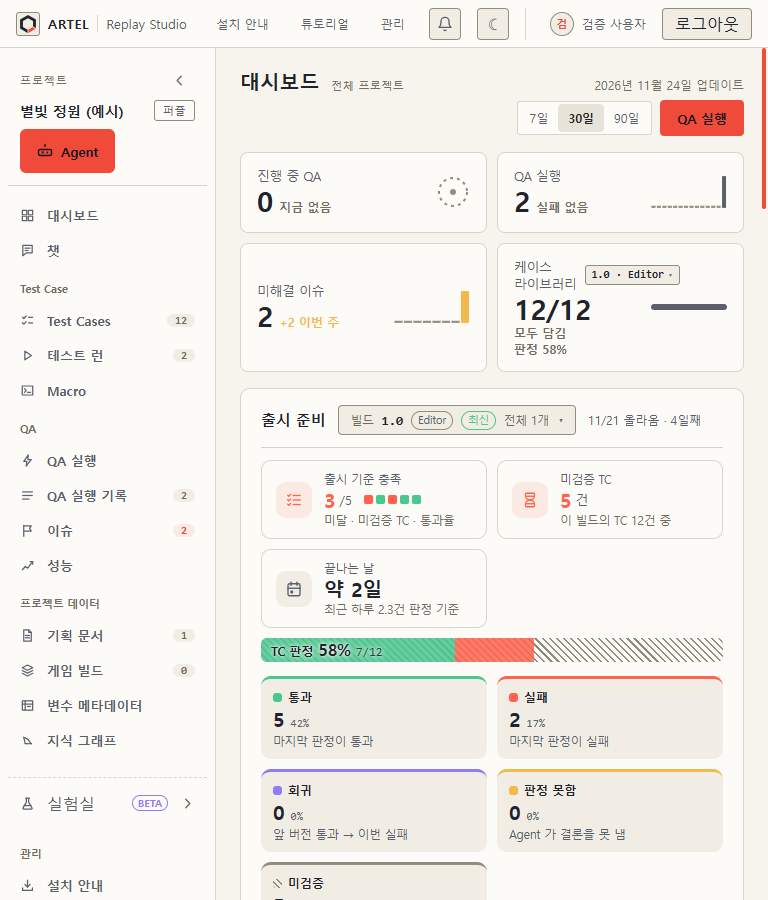 ARTEL Replay Studio 설치 안내 튜토리얼 관리 검 검증 사용자 로그아웃
프로젝트
별빛 정원 (예시) 퍼즐
Agent
대시보드
챗
Test Case
Test Cases 12
테스트 런 2
Macro
QA
QA 실행
QA 실행 기록 2
이슈 2
성능
프로젝트 데이터
기획 문서 1
게임 빌드 0
변수 메타데이터
지식 그래프
실험실 BETA
관리
설치 안내
대시보드 전체 프로젝트 2026년 11월 24일 업데이트
7일 30일 90일 QA 실행
진행 중 QA
0 지금 없음
QA 실행
2 실패 없음
미해결 이슈
2 +2 이번 주
케이스 라이브러리 1.0 · Editor
12/12
모두 담김
판정 58%
출시 준비 빌드 1.0 Editor 최신 전체 1개 11/21 올라옴 · 4일째
출시 기준 충족
3 /5
미달 · 미검증 TC · 통과율
미검증 TC
5 건
이 빌드의 TC 12건 중
끝나는 날
약 2일
최근 하루 2.3건 판정 기준
TC 판정 58% 7/12
통과
5 42%
마지막 판정이 통과
실패
2 17%
마지막 판정이 실패
회귀
0 0%
앞 버전 통과 → 이번 실패
판정 못함
0 0%
Agent 가 결론을 못 냄
미검증